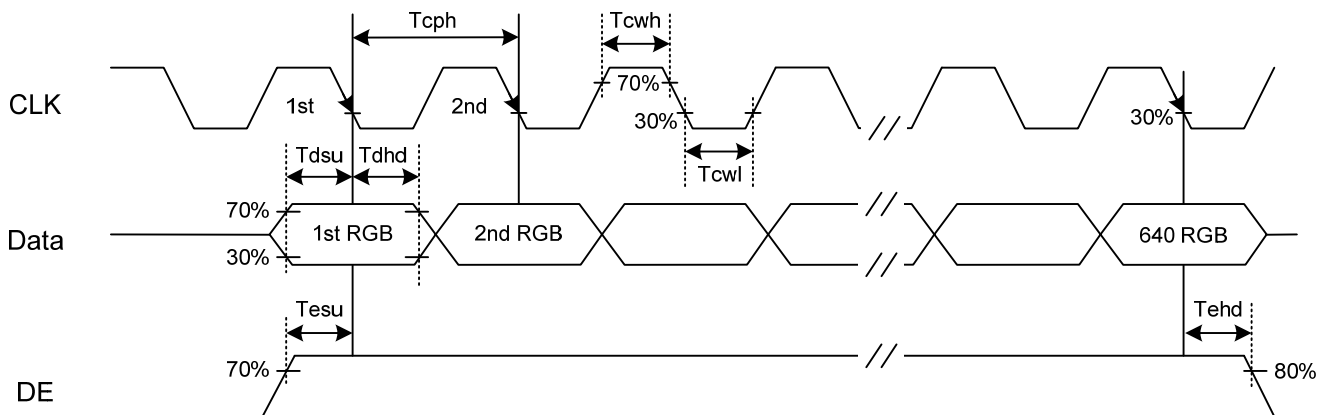 Tcph
Tcwh
CLK
1st
2nd
70%
30%
30%
Tcwl
Tdsu
Tdhd
70%
Data
1st RGB
2nd RGB
640 RGB
30%
Tesu
Tehd
70%
80%
DE